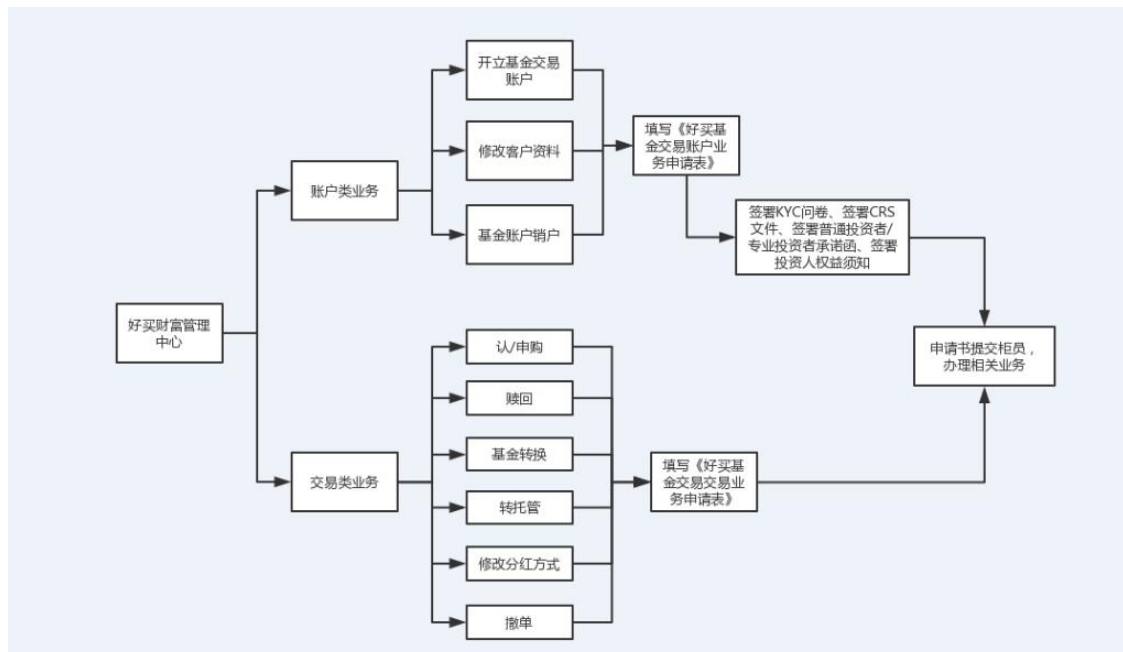 开立基金交易
账户
修改客户资料
基金账户销户
账户类业务
填写《好买基
金交易账户业
务申请表》
签署KYC问卷、签署CRS
文件、签署普通投资者/
专业投资者承诺函、签署
投资人权益须知
好买财富管理
中心
申请书提交柜员，
办理相关业务
认/申购
赎回
基金转换
转托管
修改分红方式
撤单
交易类业务
填写《好买基
金交易交易业
务申请表》